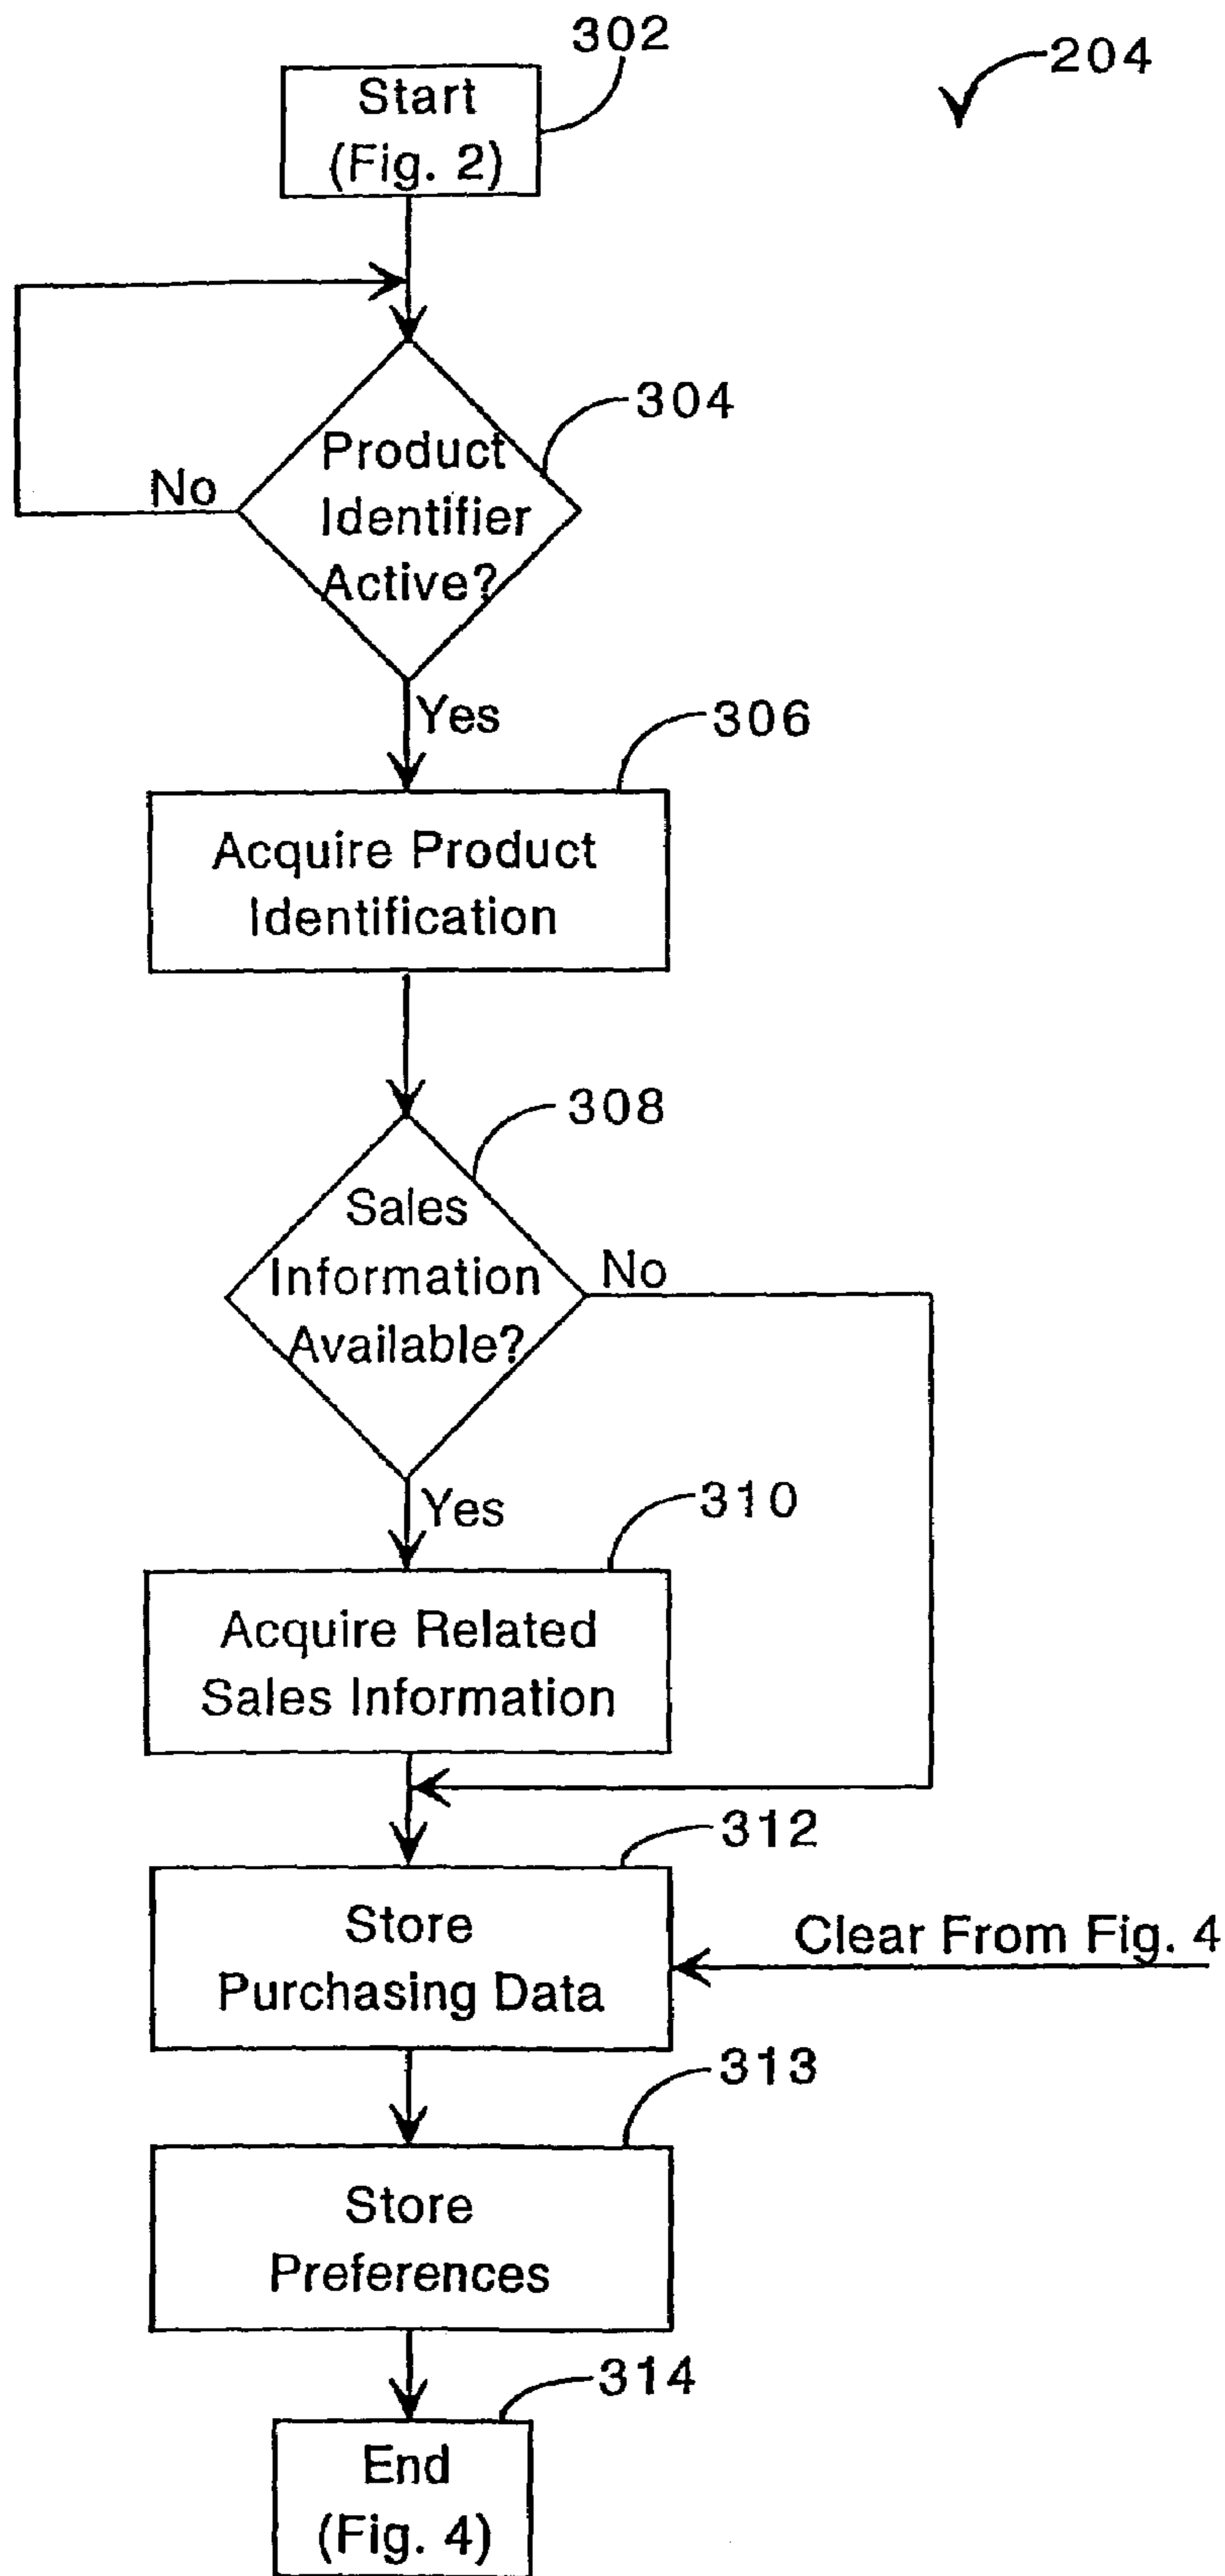 302
204
Start
(Fig. 2)
304
Product
Identifier
Active?
No
Yes
306
Acquire Product
Identification
308
Sales
Information
Available?
No
Yes
310
Acquire Related
Sales Information
312
Store
Purchasing Data
Clear From Fig. 4
313
Store
Preferences
314
End
(Fig. 4)